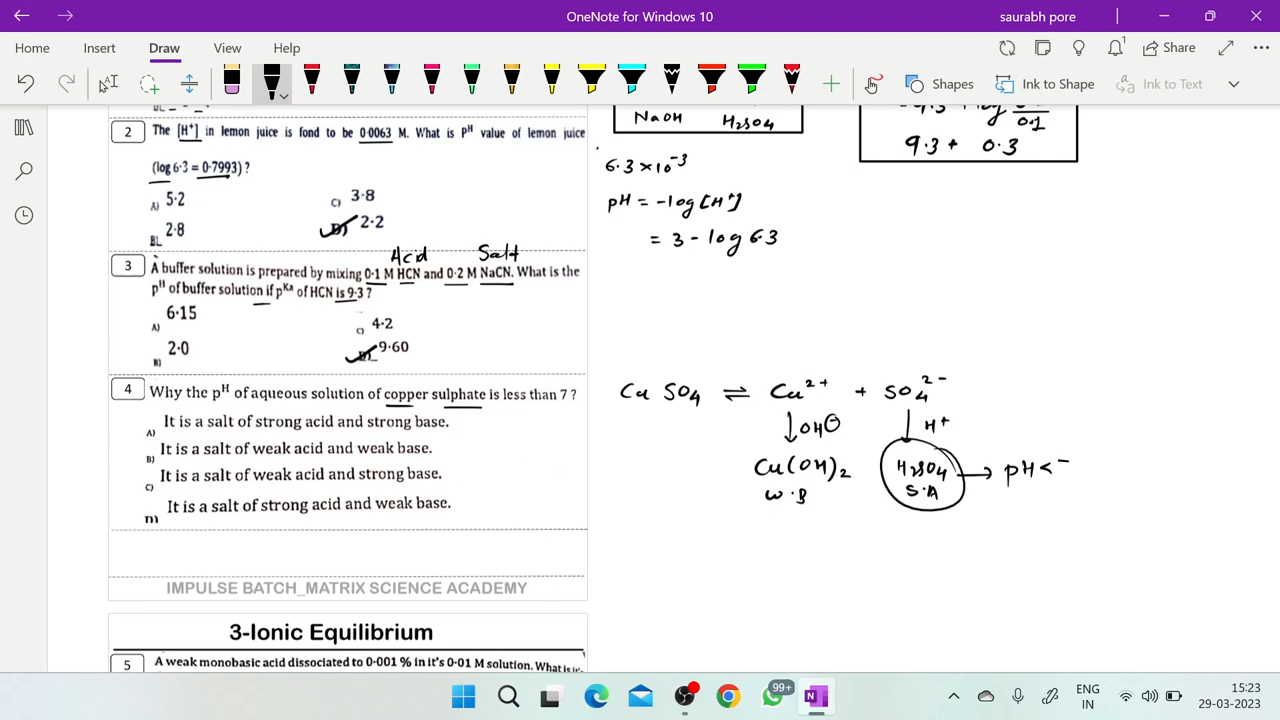 OneNote for Windows 10
saurabh pore
Home Insert Draw View Help
Share
Shapes
Ink to Shape
Ink to Text
2 The [H+] in lemon juice is fond to be 0·0063 M. What is pH value of lemon juice
(log 6·3 = 0·7993) ?
A) 5·2
C) 3·8
2·8
D) 2·2
Acid Salt
3 A buffer solution is prepared by mixing 0·1 M HCN and 0·2 M NaCN. What is the
pH of buffer solution if pKa of HCN is 9·3 ?
A) 6·15
C) 4·2
B) 2·0
D) 9·60
4 Why the pH of aqueous solution of copper sulphate is less than 7 ?
A) It is a salt of strong acid and strong base.
B) It is a salt of weak acid and weak base.
C) It is a salt of weak acid and strong base.
D) It is a salt of strong acid and weak base.
IMPULSE BATCH_MATRIX SCIENCE ACADEMY
3-Ionic Equilibrium
5 A weak monobasic acid dissociated to 0·001 % in it's 0·01 M solution. What is
NaOH H2SO4
0.1
9.3 + 0.3
6.3 × 10-3
pH = -log [H+]
= 3 - log 6.3
Cu SO4 ⇌ Cu2+ + SO42-
↓ OH⊖ ↓ H+
Cu(OH)2 H2SO4 → pH <
W.B S.A
99+
ENG
IN
15:23
29-03-2023